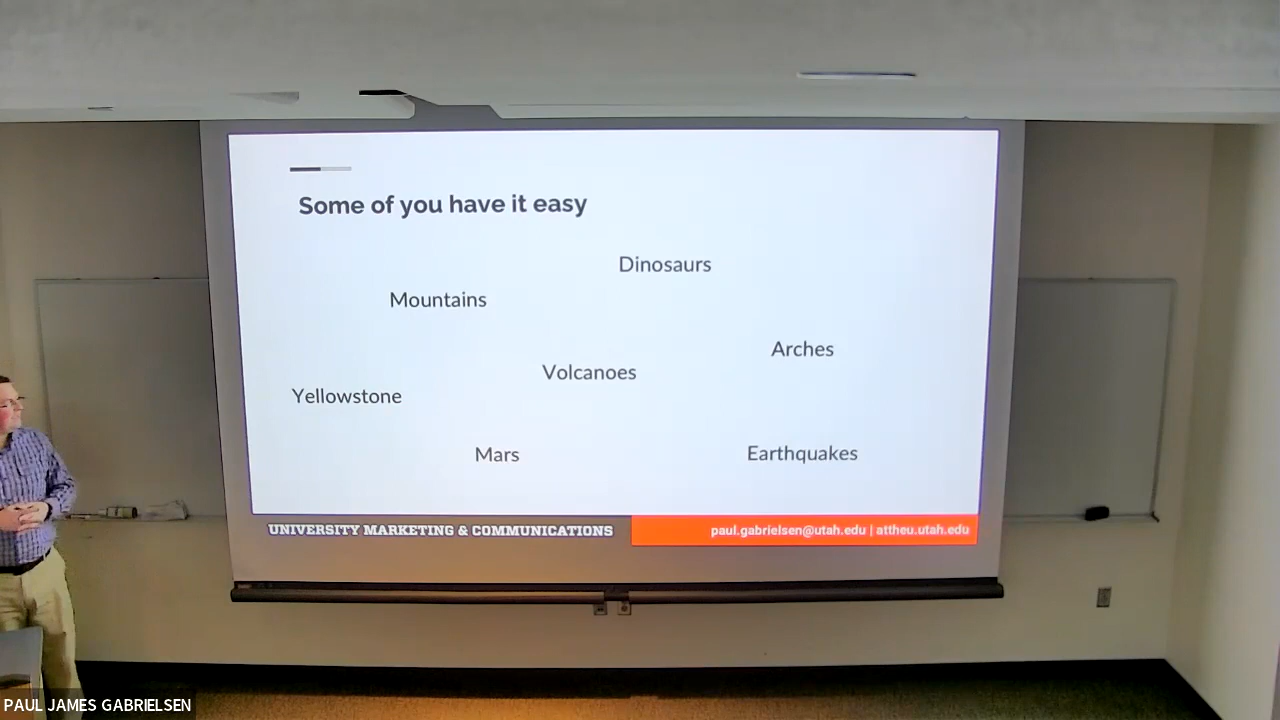 Some of you have it easy
Dinosaurs
Mountains
Arches
Volcanoes
Yellowstone
Mars
Earthquakes
UNIVERSITY MARKETING & COMMUNICATIONS
paul.gabrielsen@utah.edu | attheu.utah.edu
PAUL JAMES GABRIELSEN